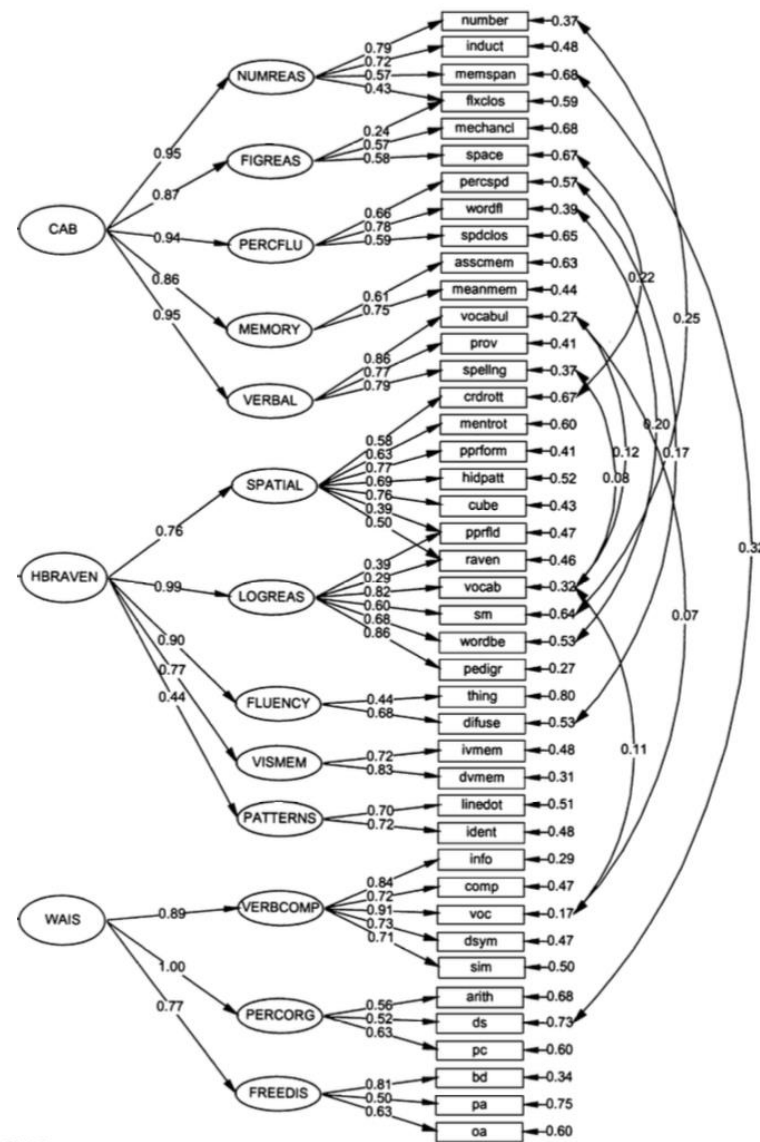 number 0.37
0.79
induct 0.48
0.72
NUMREAS
0.57
memspan 0.68
0.43
flxclos 0.59
0.24
mechancl 0.68
0.95
FIGREAS
0.57
0.58
space 0.67
0.87
percspd 0.57
0.66
wordfl 0.39
CAB
0.94
PERCFLU
0.78
0.59
spdclos 0.65
asscmem 0.63
0.86
0.61
meanmem 0.44
0.22
0.95
MEMORY
0.75
vocabul 0.27
0.25
0.86
prov 0.41
0.77
spellng 0.37
VERBAL
0.79
crdrott 0.67
0.58
mentrot 0.60
0.20
0.63
pprform 0.41
0.12
0.17
SPATIAL
0.77
0.69
hidpatt 0.52
0.08
0.76
cube 0.43
0.39
0.76
0.50
pprfld 0.47
0.32
0.39
raven 0.46
HBRAVEN
0.99
LOGREAS
0.29
0.82
vocab 0.32
0.60
sm 0.64
0.07
0.68
wordbe 0.53
0.90
0.86
pedigr 0.27
0.77
FLUENCY
0.44
thing 0.80
0.44
0.68
difuse 0.53
0.72
ivmem 0.48
0.11
VISMEM
0.83
dvmem 0.31
0.70
linedot 0.51
PATTERNS
0.72
ident 0.48
info 0.29
0.84
comp 0.47
0.72
WAIS
0.89
VERBCOMP
0.91
voc 0.17
0.73
dsym 0.47
0.71
sim 0.50
1.00
arith 0.68
0.56
PERCORG
0.52
ds 0.73
0.77
0.63
pc 0.60
bd 0.34
0.81
FREEDIS
0.50
pa 0.75
0.63
oa 0.60